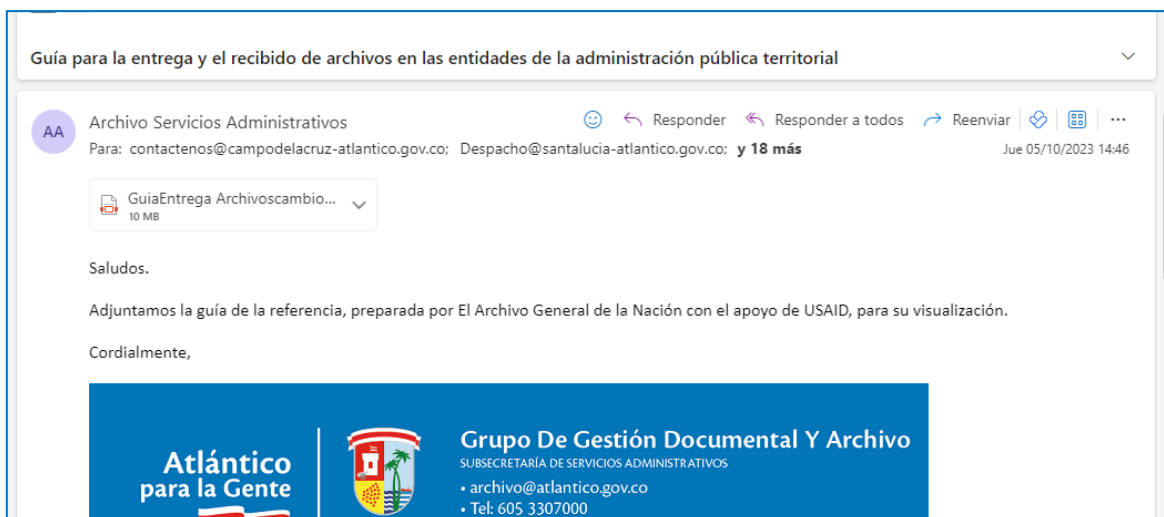 Guía para la entrega y el recibido de archivos en las entidades de la administración pública territorial
AA
Archivo Servicios Administrativos
Responder
Responder a todos
Reenviar
Para: contactenos@campodelacruz-atlantico.gov.co; Despacho@santalucia-atlantico.gov.co; y 18 más
Jue 05/10/2023 14:46
GuiaEntrega Archivoscambio...
10 MB
Saludos.
Adjuntamos la guía de la referencia, preparada por El Archivo General de la Nación con el apoyo de USAID, para su visualización.
Cordialmente,
Atlántico
para la Gente
Grupo De Gestión Documental Y Archivo
SUBSECRETARÍA DE SERVICIOS ADMINISTRATIVOS
• archivo@atlantico.gov.co
• Tel: 605 3307000